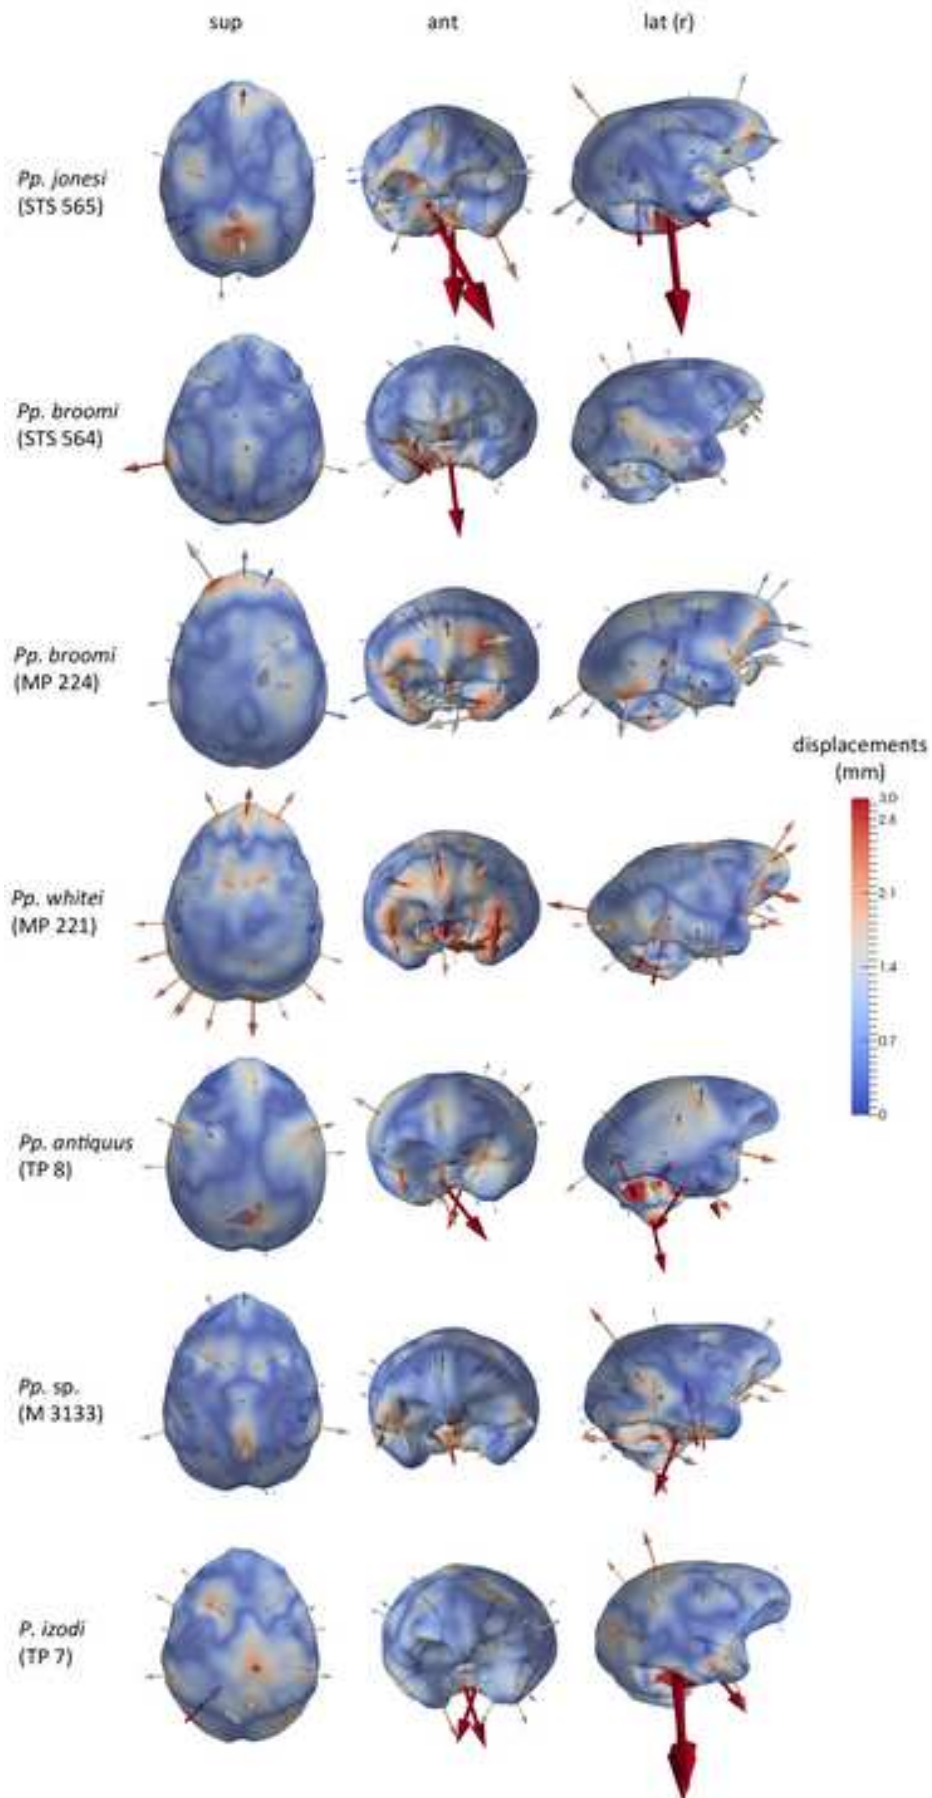 sup ant lat (r)
Pp. jonesi
(STS 565)
Pp. broomi
(STS 564)
Pp. broomi
(MP 224)
displacements
(mm)
3.0
2.8
2.1
1.4
0.7
0
Pp. whitei
(MP 221)
Pp. antiquus
(TP 8)
Pp. sp.
(M 3133)
P. izodi
(TP 7)